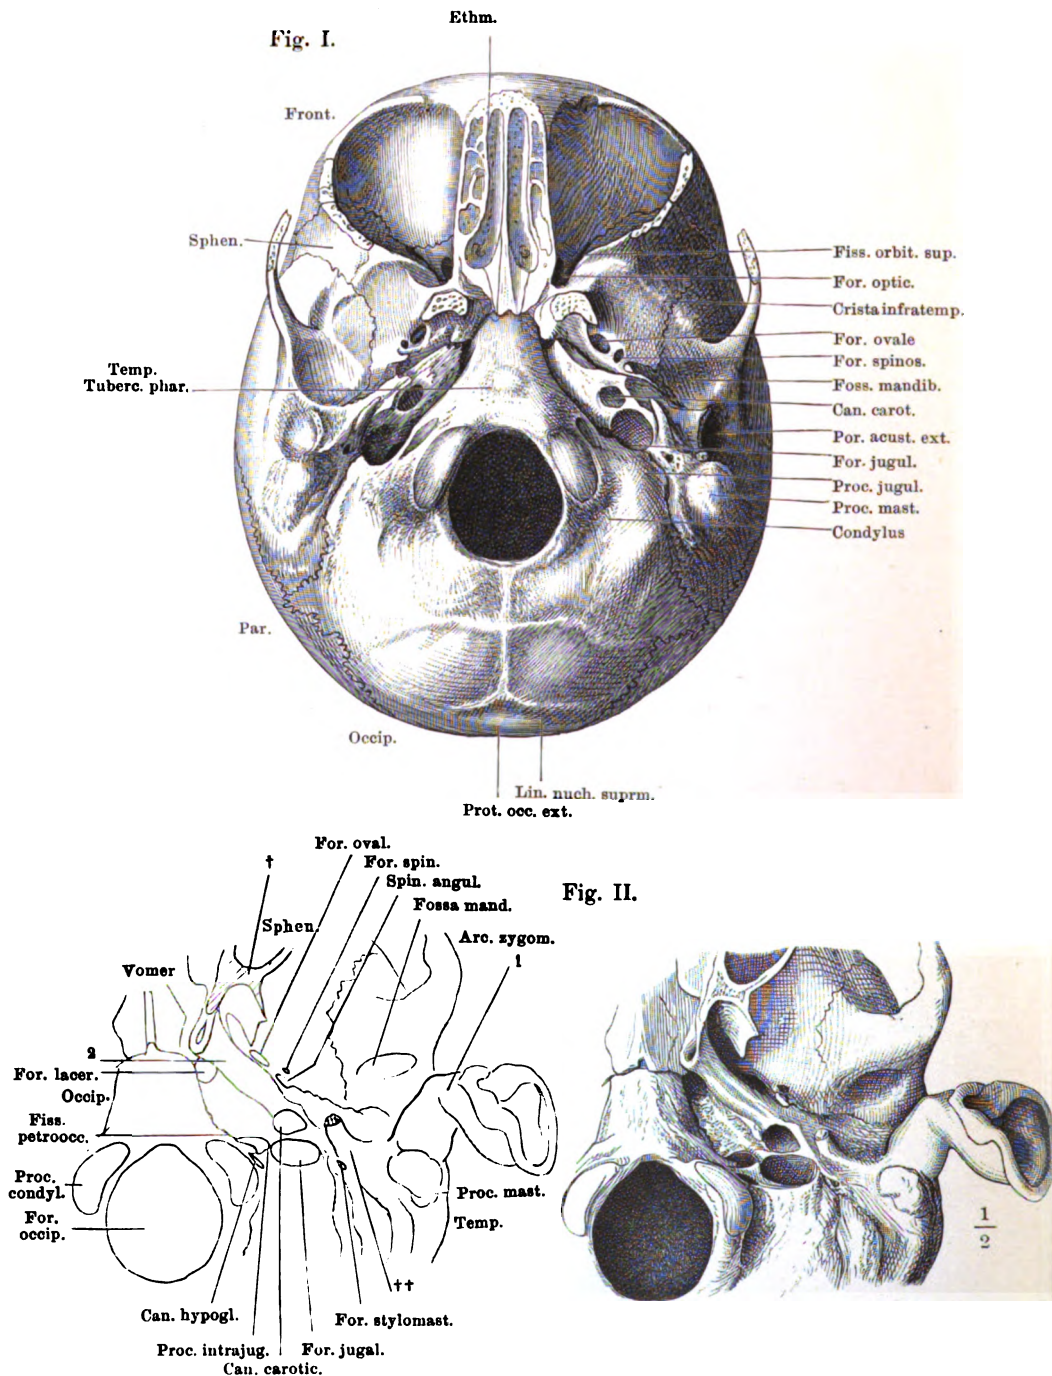 Ethm.
Fig. I.
Front.
Sphen.
Fiss. orbit. sup.
For. optic.
Crista infratemp.
For. ovale
For. spinos.
Temp.
Tuberc. phar.
Foss. mandib.
Can. carot.
Por. acust. ext.
For. jugul.
Proc. jugul.
Proc. mast.
Condylus
Par.
Occip.
Lin. nuch. suprm.
Prot. occ. ext.
For. oval.
†
For. spin.
Spin. angul.
Fossa mand.
Fig. II.
Sphen.
Arc. zygom.
1
Vomer
2
For. lacer.
Occip.
Fiss.
petroocc.
Proc.
condyl.
For.
occip.
Proc. mast.
Temp.
††
Can. hypogl.
For. stylomast.
Proc. intrajug.
For. jugal.
Can. carotic.
1
2